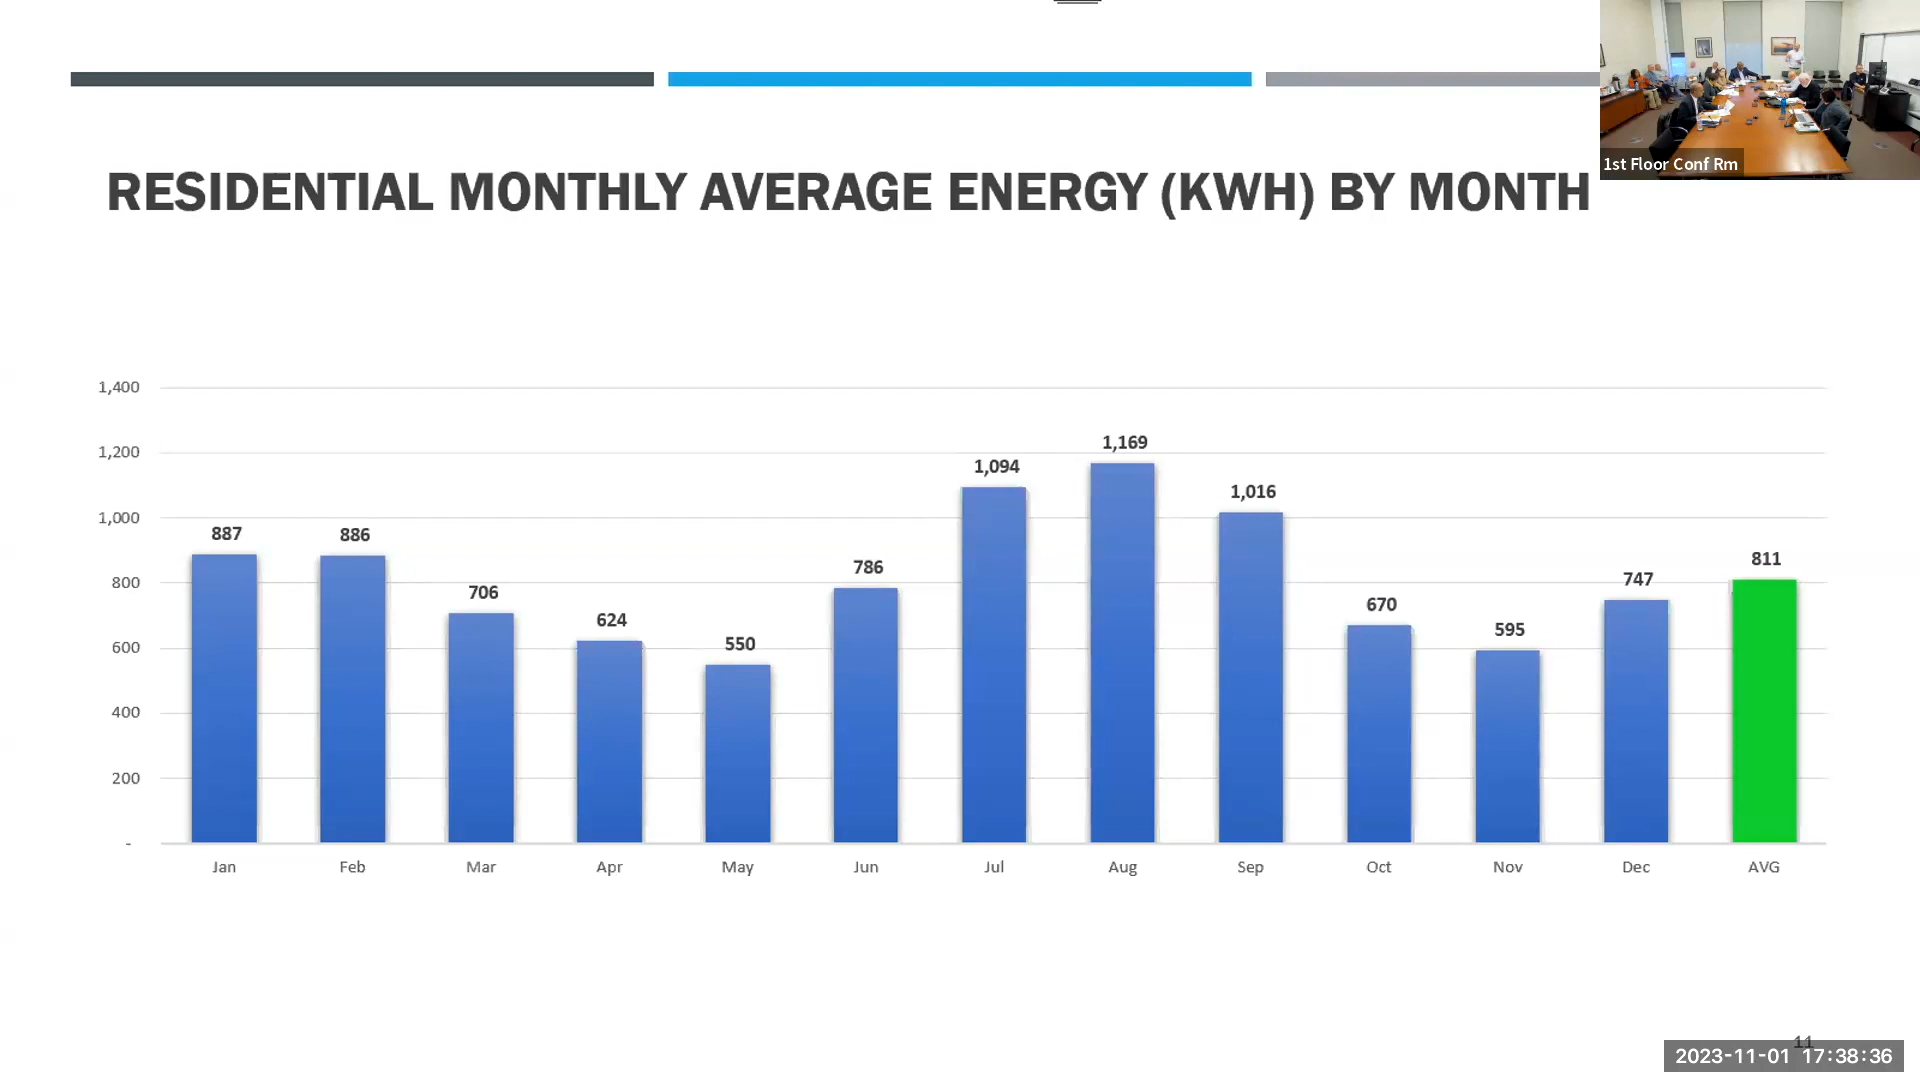 1st Floor Conf Rm
RESIDENTIAL MONTHLY AVERAGE ENERGY (KWH) BY MONTH
1,400
1,200
1,000
800
600
400
200
-
887
886
706
624
550
786
1,094
1,169
1,016
670
595
747
811
Jan
Feb
Mar
Apr
May
Jun
Jul
Aug
Sep
Oct
Nov
Dec
AVG
11
2023-11-01 17:38:36